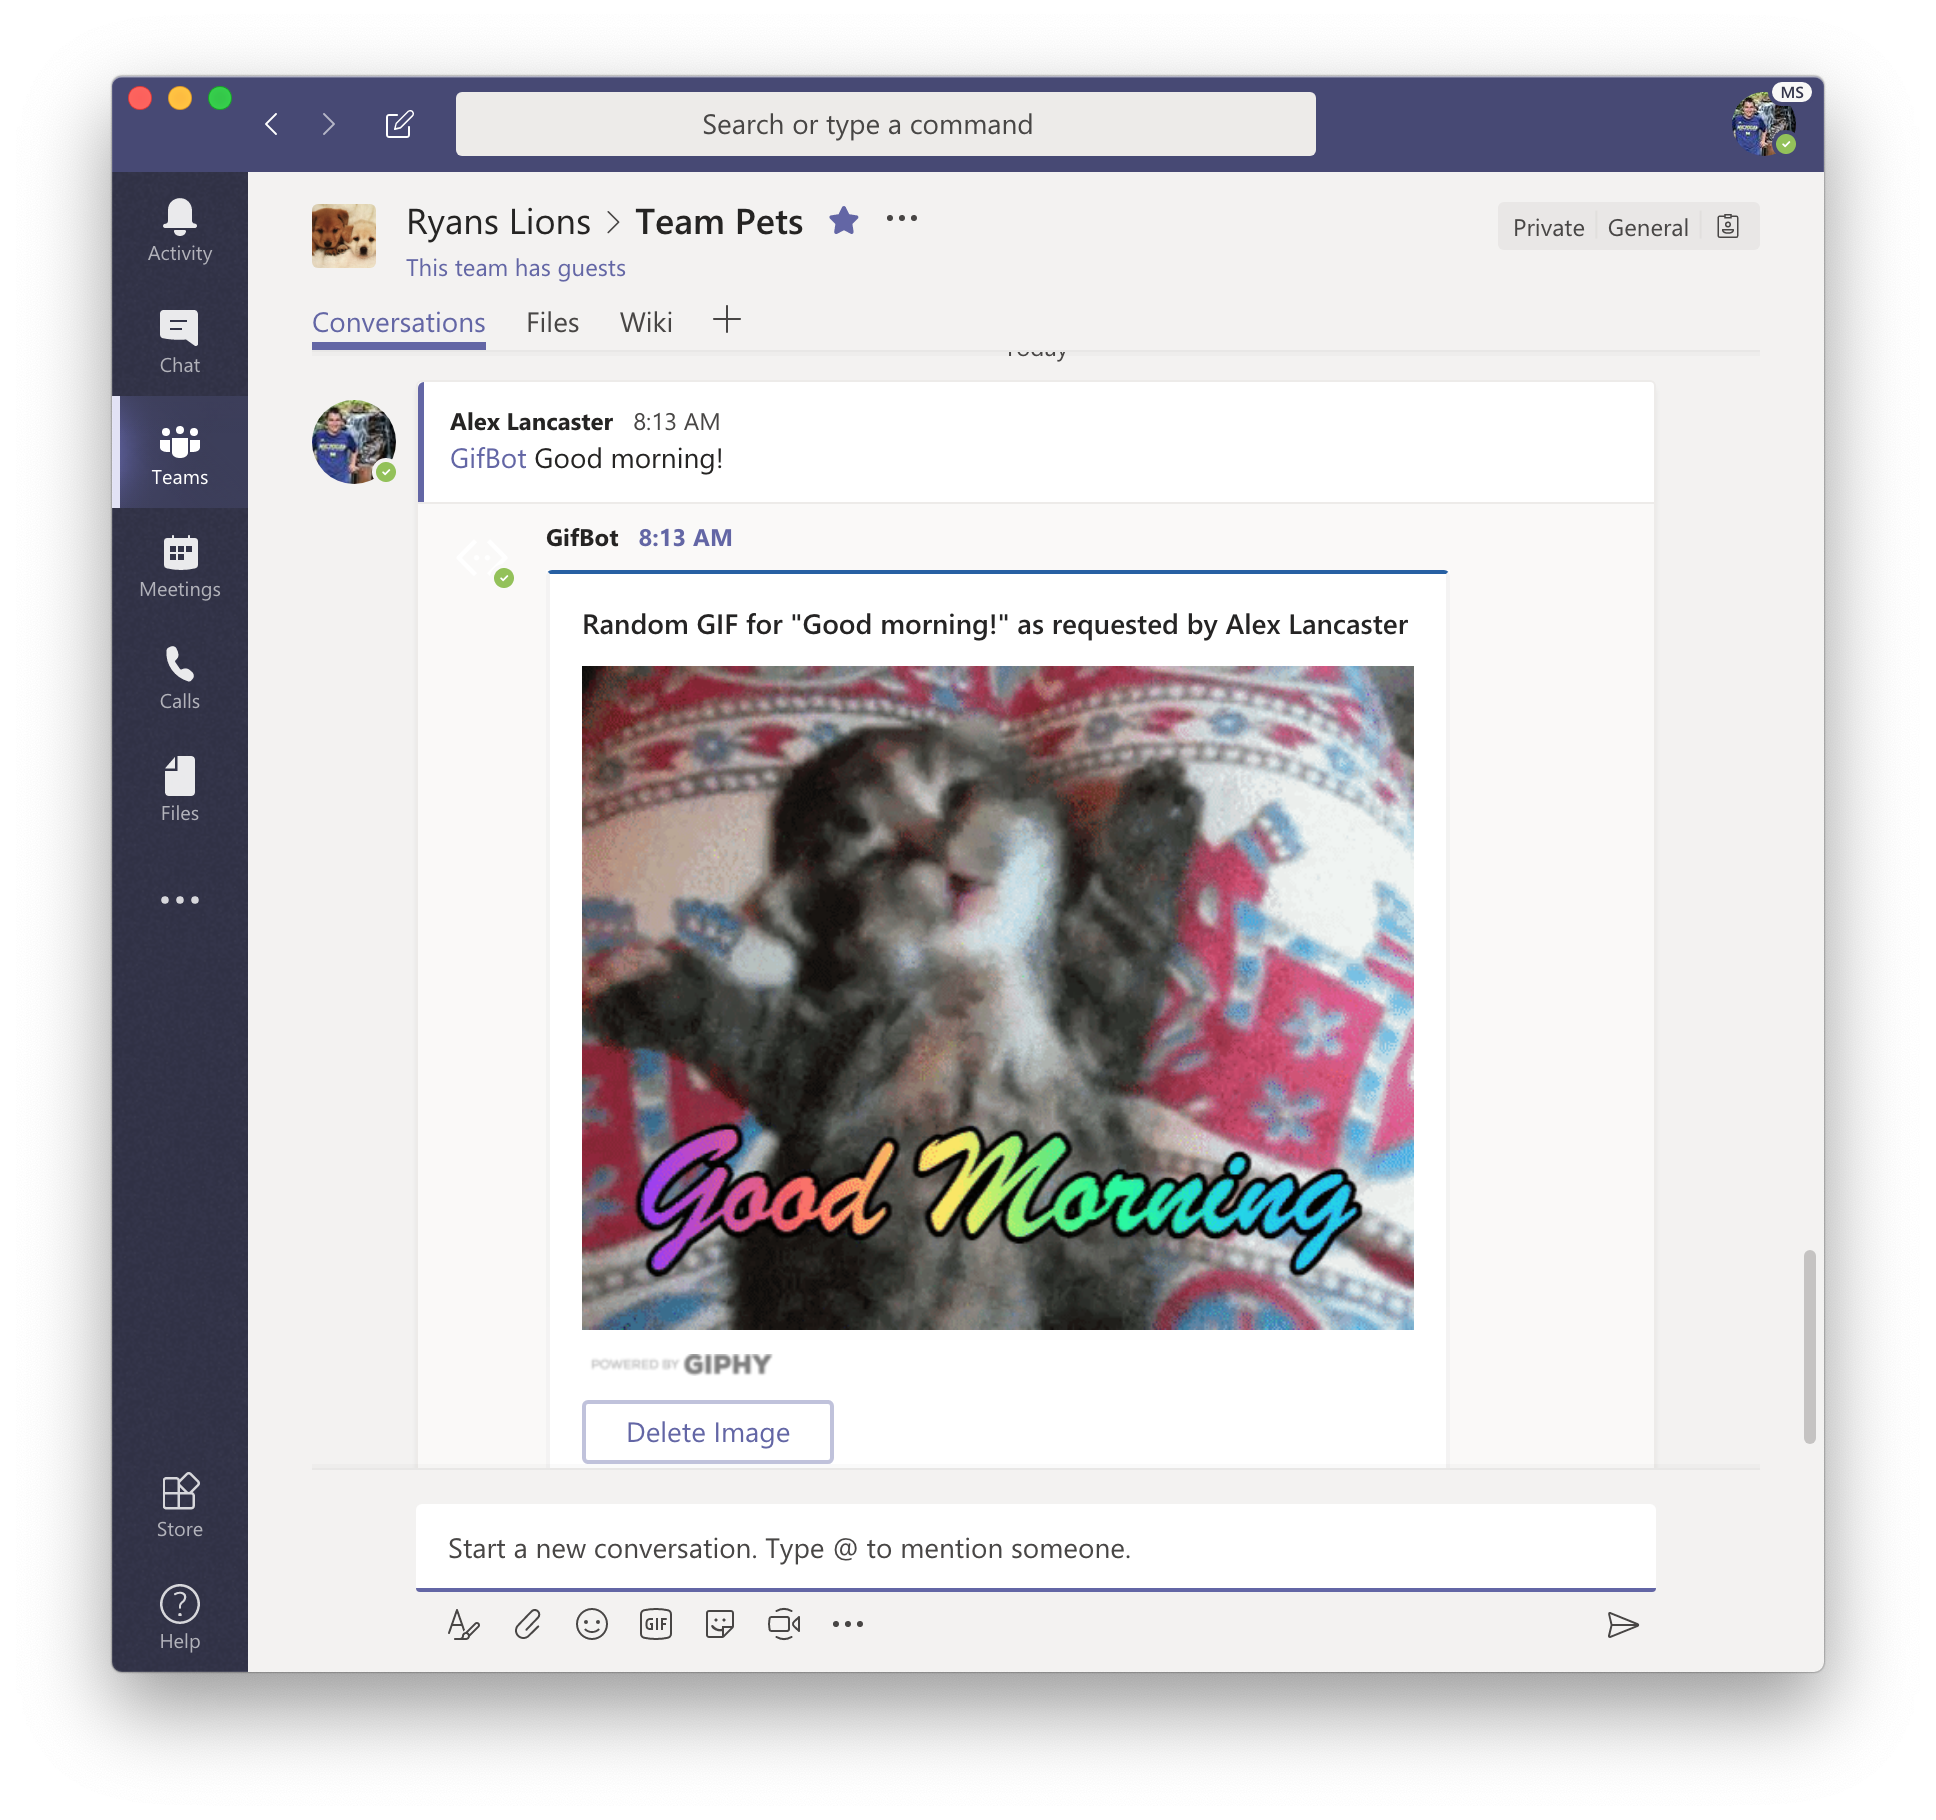 MS
Search or type a command
Activity
Chat
Teams
Meetings
Calls
Files
Store
Help
Ryans Lions > Team Pets
This team has guests
Private General
Conversations Files Wiki
Today
Alex Lancaster 8:13 AM
GifBot Good morning!
GifBot 8:13 AM
Random GIF for "Good morning!" as requested by Alex Lancaster
Good Morning
POWERED BY GIPHY
Delete Image
Start a new conversation. Type @ to mention someone.
GIF